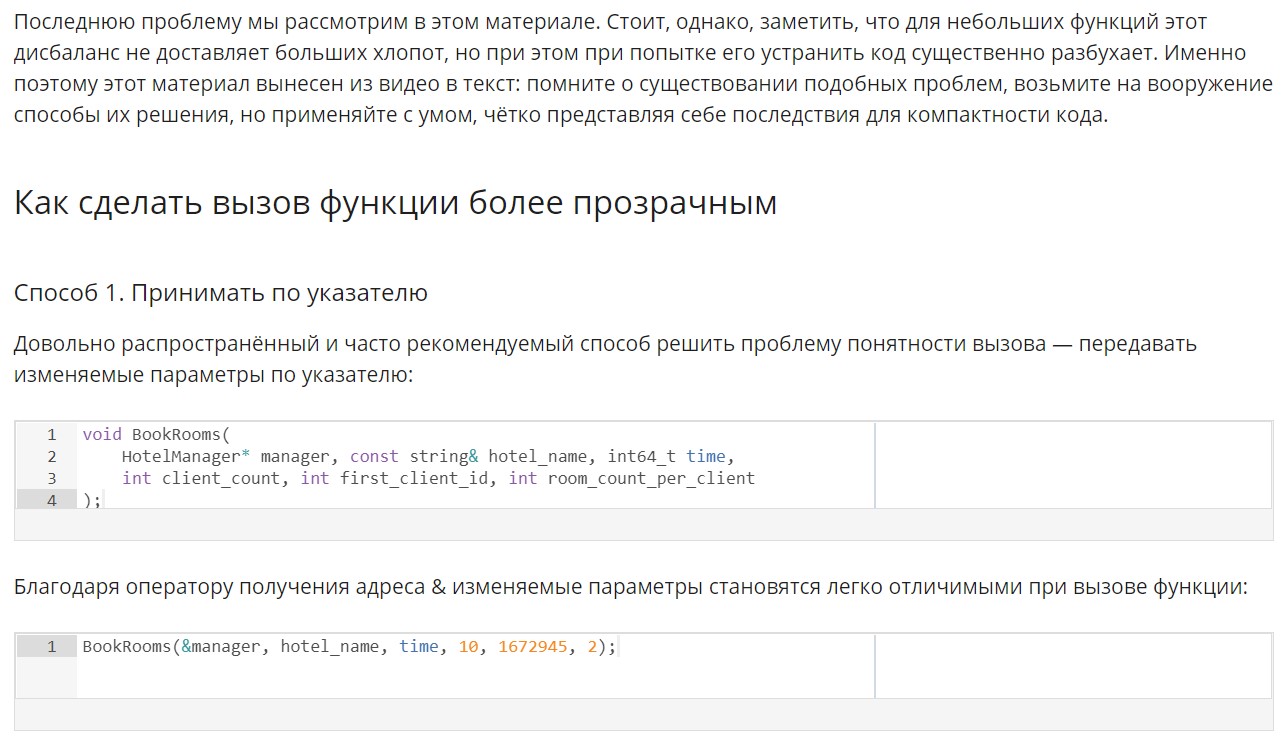 Последнюю проблему мы рассмотрим в этом материале. Стоит, однако, заметить, что для небольших функций этот
дисбаланс не доставляет больших хлопот, но при этом при попытке его устранить код существенно разбухает. Именно
поэтому этот материал вынесен из видео в текст: помните о существовании подобных проблем, возьмите на вооружение
способы их решения, но применяйте с умом, чётко представляя себе последствия для компактности кода.
Как сделать вызов функции более прозрачным
Способ 1. Принимать по указателю
Довольно распространённый и часто рекомендуемый способ решить проблему понятности вызова — передавать
изменяемые параметры по указателю:
1 void BookRooms(
2 HotelManager* manager, const string& hotel_name, int64_t time,
3 int client_count, int first_client_id, int room_count_per_client
4 );
Благодаря оператору получения адреса & изменяемые параметры становятся легко отличимыми при вызове функции:
1 BookRooms(&manager, hotel_name, time, 10, 1672945, 2);